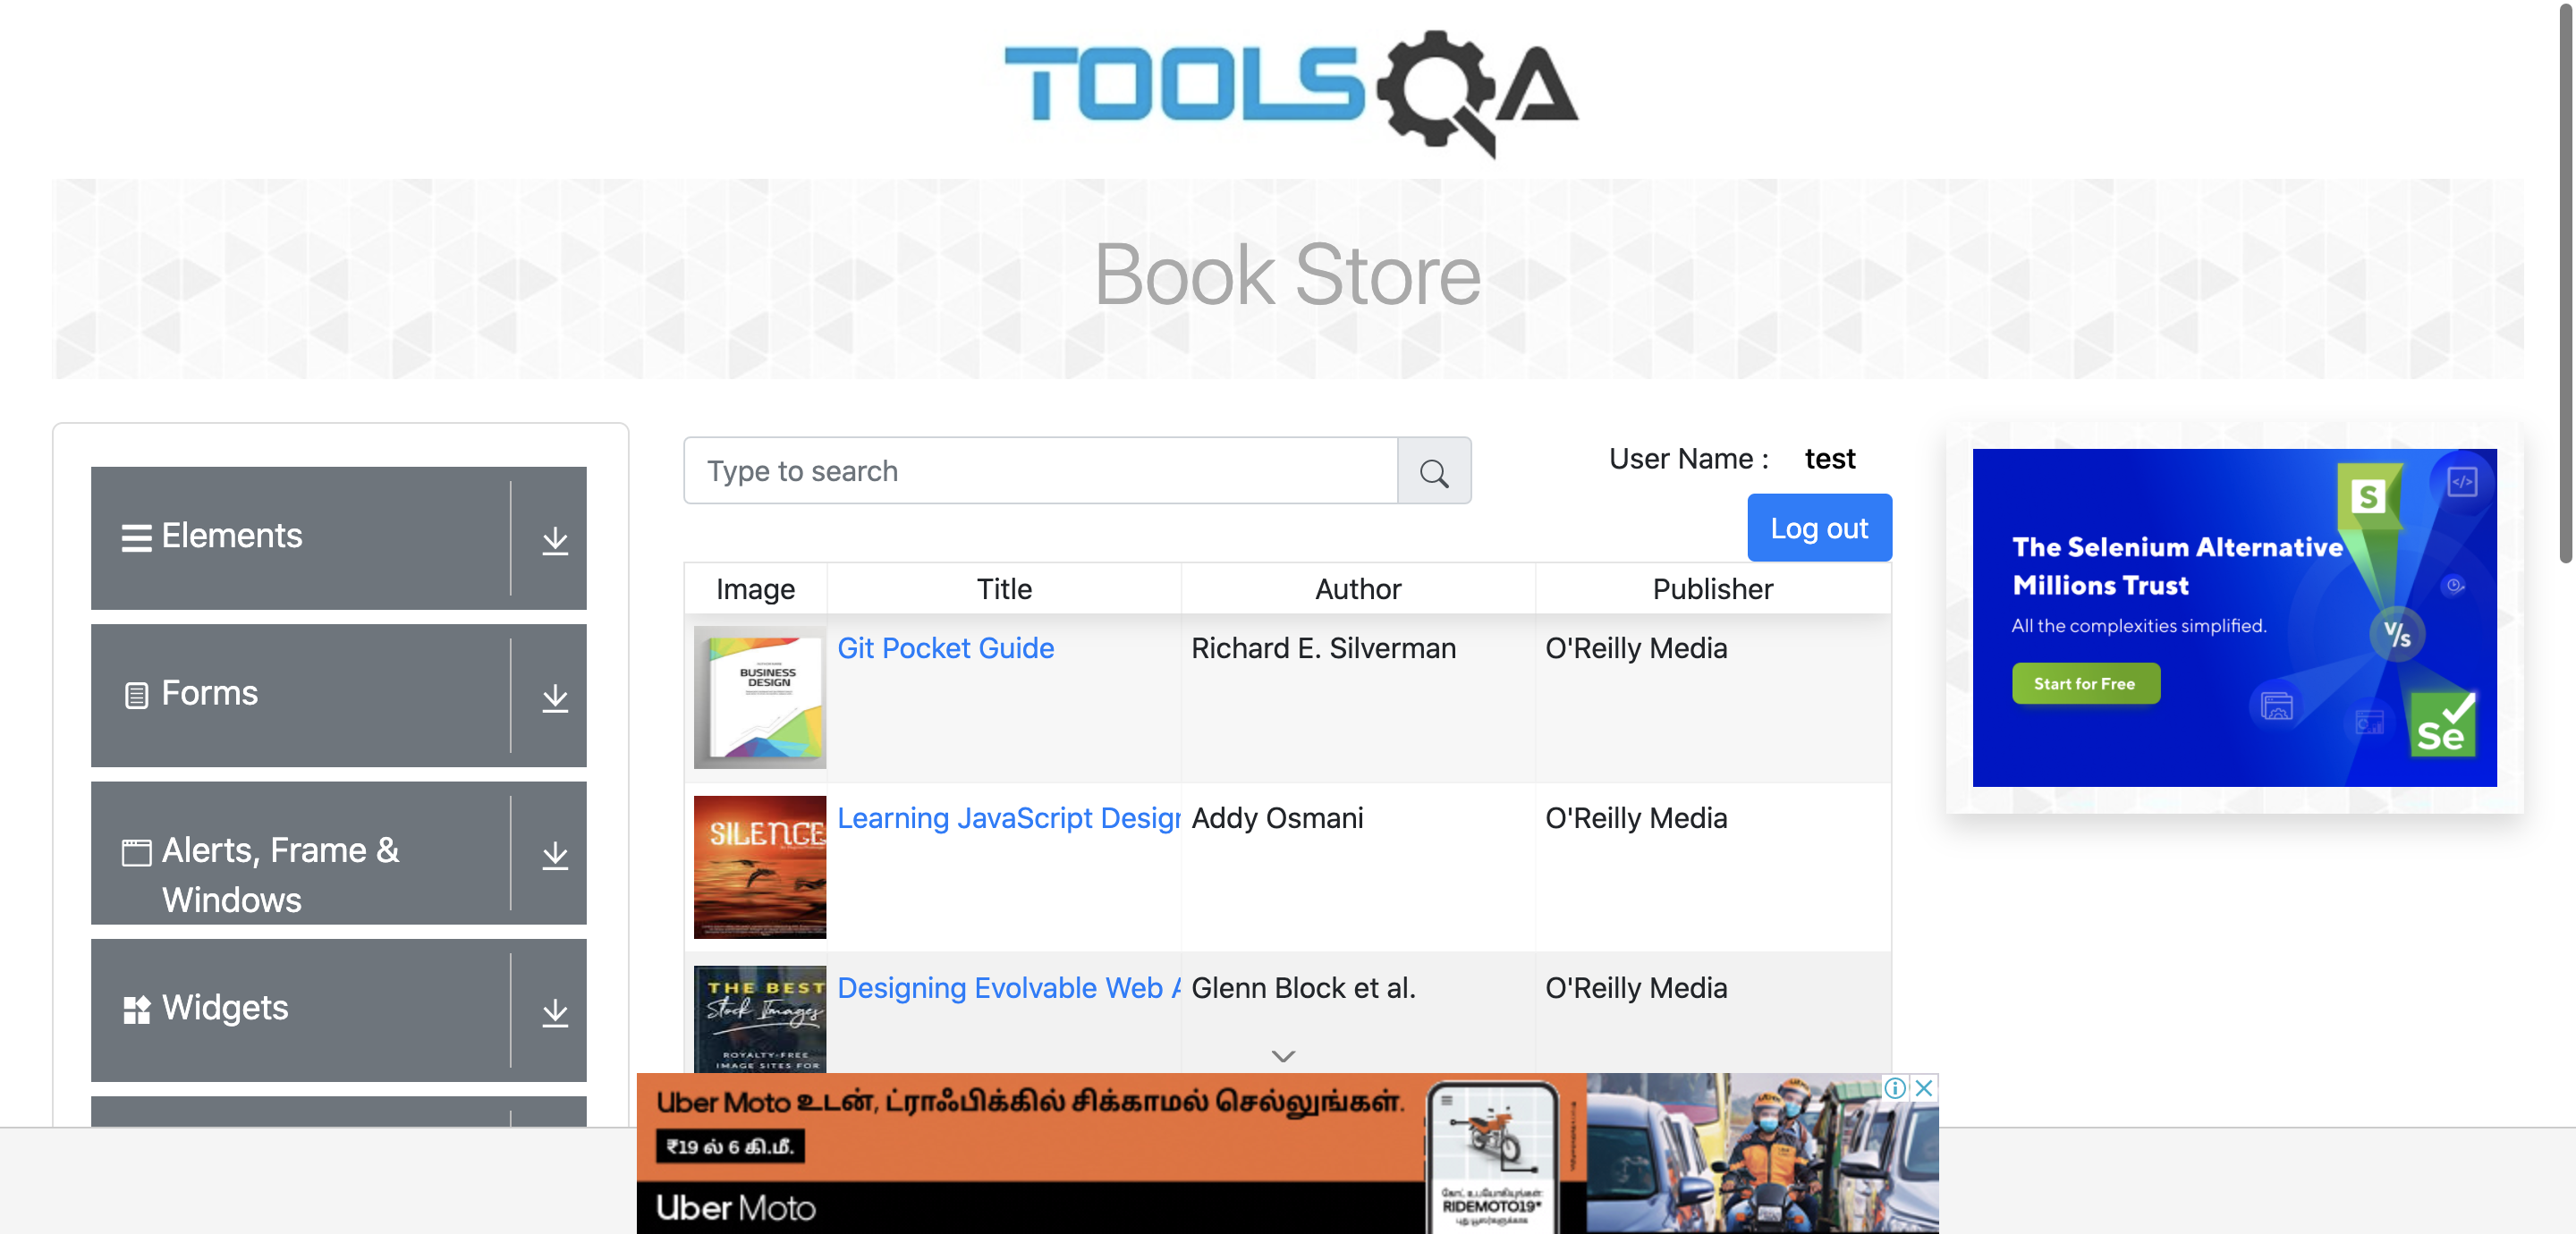 TOOLSQA
Book Store
Elements
Forms
Alerts, Frame &
Windows
Widgets
Type to search
User Name : test
Log out
Image Title Author Publisher
BUSINESS
DESIGN
Git Pocket Guide Richard E. Silverman O'Reilly Media
SILENCE
Learning JavaScript Design Addy Osmani O'Reilly Media
THE BEST
Stock Images
ROYALTY-FREE
IMAGE SITES FOR
Designing Evolvable Web A Glenn Block et al. O'Reilly Media
S
</>
The Selenium Alternative
Millions Trust
All the complexities simplified.
V/s
Start for Free
Se
Uber Moto உடன், ட்ராஃபிக்கில் சிக்காமல் செல்லுங்கள்.
₹19 ல் 6 கி.மீ.
Uber Moto
RIDEMOTO19*